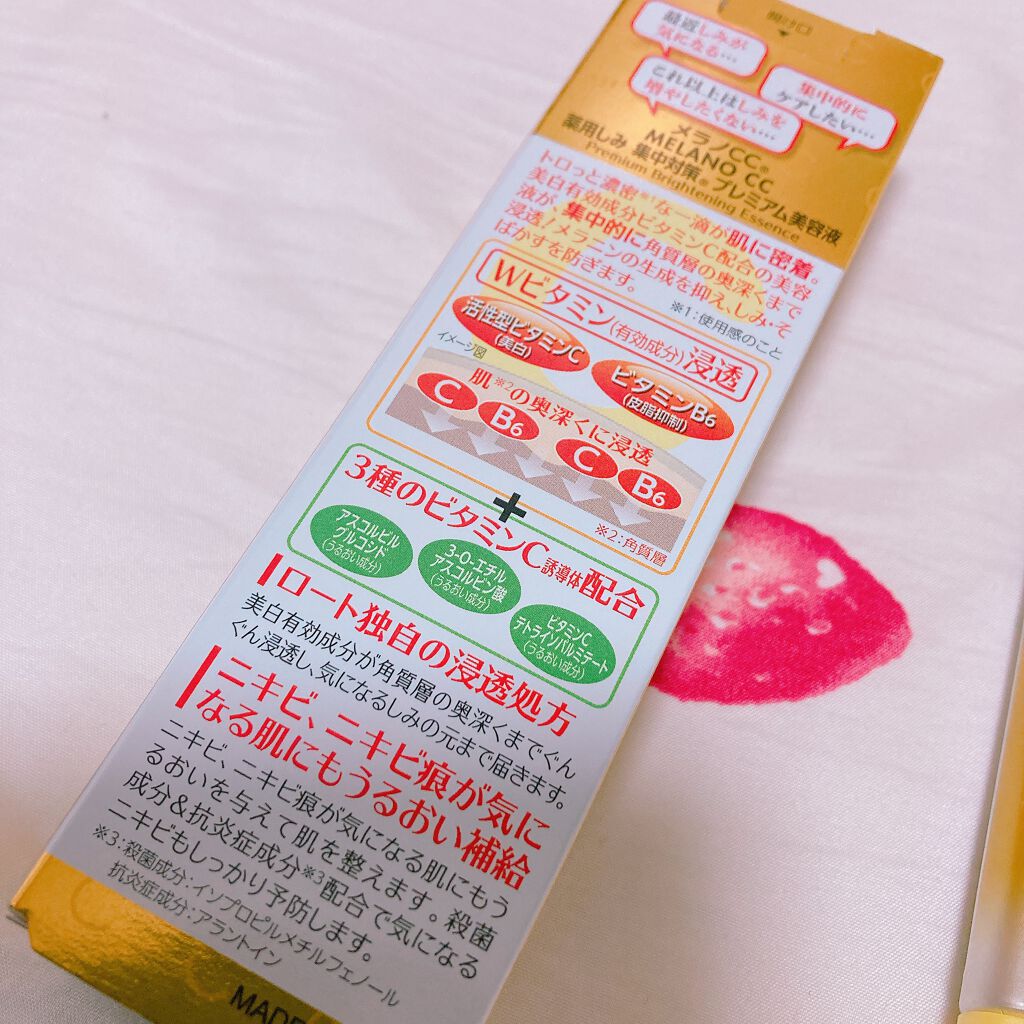 開け口
最近しみが
気になる…
これ以上はしみを
増やしたくない…
集中的に
ケアしたい…
メラノCC®
MELANO CC
薬用しみ 集中対策® プレミアム美容液
Premium Brightening Essence
トロっと濃密※1な一滴が肌に密着。
美白有効成分ビタミンC配合の美容
液が、集中的に角質層の奥深くまで
浸透!メラニンの生成を抑え、しみ・そ
ばかすを防ぎます。
※1:使用感のこと
Wビタミン(有効成分)浸透
活性型ビタミンC
(美白)
ビタミンB6
(皮脂抑制)
イメージ図
肌※2の奥深くに浸透
C B6 C B6
※2:角質層
+
3種のビタミンC誘導体配合
アスコルビル
グルコシド
(うるおい成分)
3-O-エチル
アスコルビン酸
(うるおい成分)
ビタミンC
テトライソパルミテート
(うるおい成分)
ロート独自の浸透処方
美白有効成分が角質層の奥深くまでぐん
ぐん浸透し、気になるしみの元まで届きます。
ニキビ、ニキビ痕が気に
なる肌にもうるおい補給
ニキビ、ニキビ痕が気になる肌にもう
るおいを与えて肌を整えます。殺菌
成分&抗炎症成分※3配合で気になる
ニキビもしっかり予防します。
※3:殺菌成分:イソプロピルメチルフェノール
抗炎症成分:アラントイン
MADE